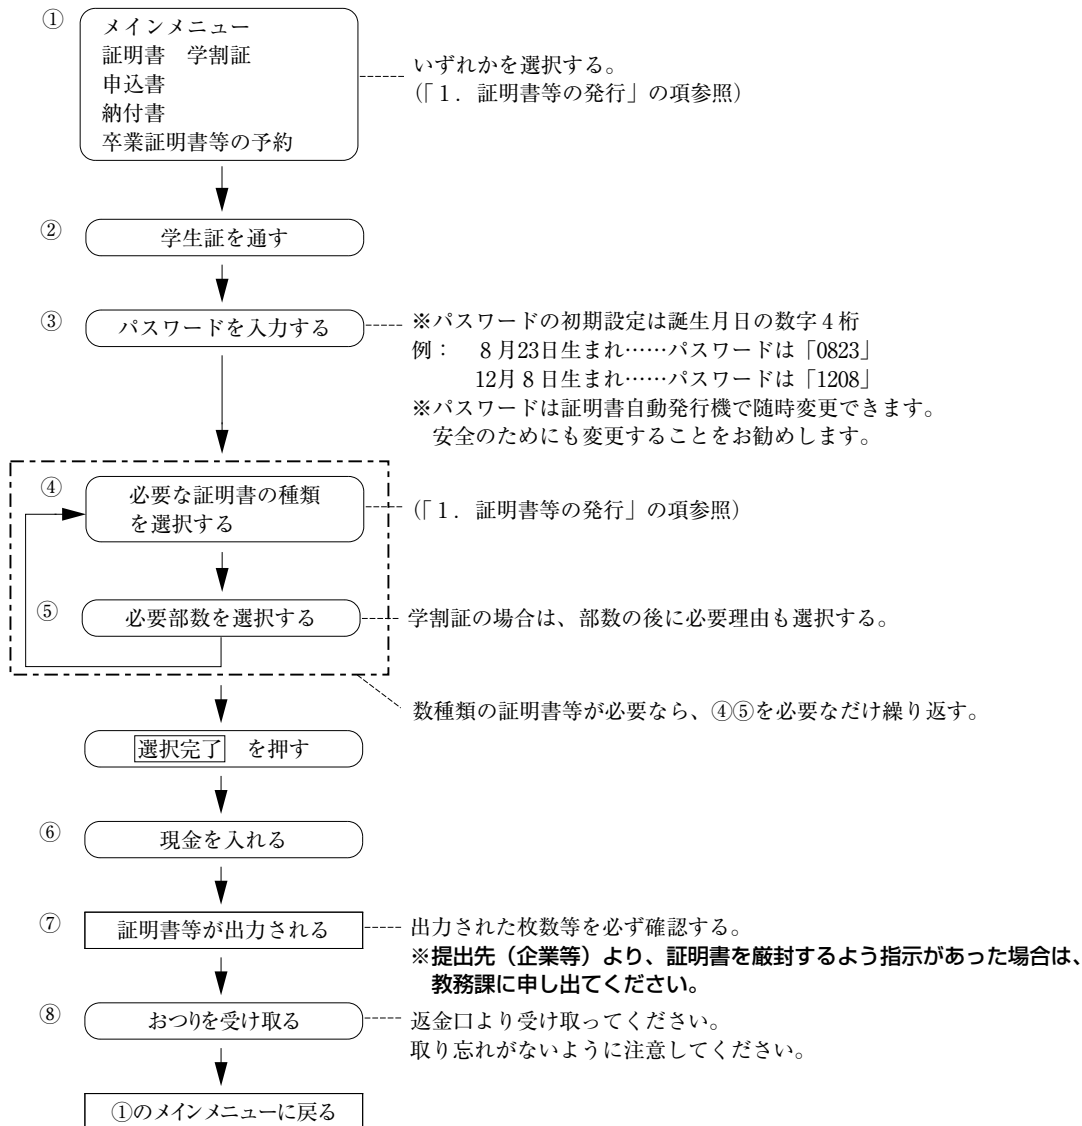 ①
メインメニュー
証明書　学割証
申込書
納付書
卒業証明書等の予約
いずれかを選択する。
(「１．証明書等の発行」の項参照)
②
学生証を通す
③
パスワードを入力する
※パスワードの初期設定は誕生月日の数字４桁
例：　８月23日生まれ……パスワードは「0823」
12月８日生まれ……パスワードは「1208」
※パスワードは証明書自動発行機で随時変更できます。
安全のためにも変更することをお勧めします。
④
必要な証明書の種類
を選択する
(「１．証明書等の発行」の項参照)
⑤
必要部数を選択する
学割証の場合は、部数の後に必要理由も選択する。
数種類の証明書等が必要なら、④⑤を必要なだけ繰り返す。
選択完了　を押す
⑥
現金を入れる
⑦
証明書等が出力される
出力された枚数等を必ず確認する。
※提出先（企業等）より、証明書を厳封するよう指示があった場合は、
教務課に申し出てください。
⑧
おつりを受け取る
返金口より受け取ってください。
取り忘れがないように注意してください。
①のメインメニューに戻る